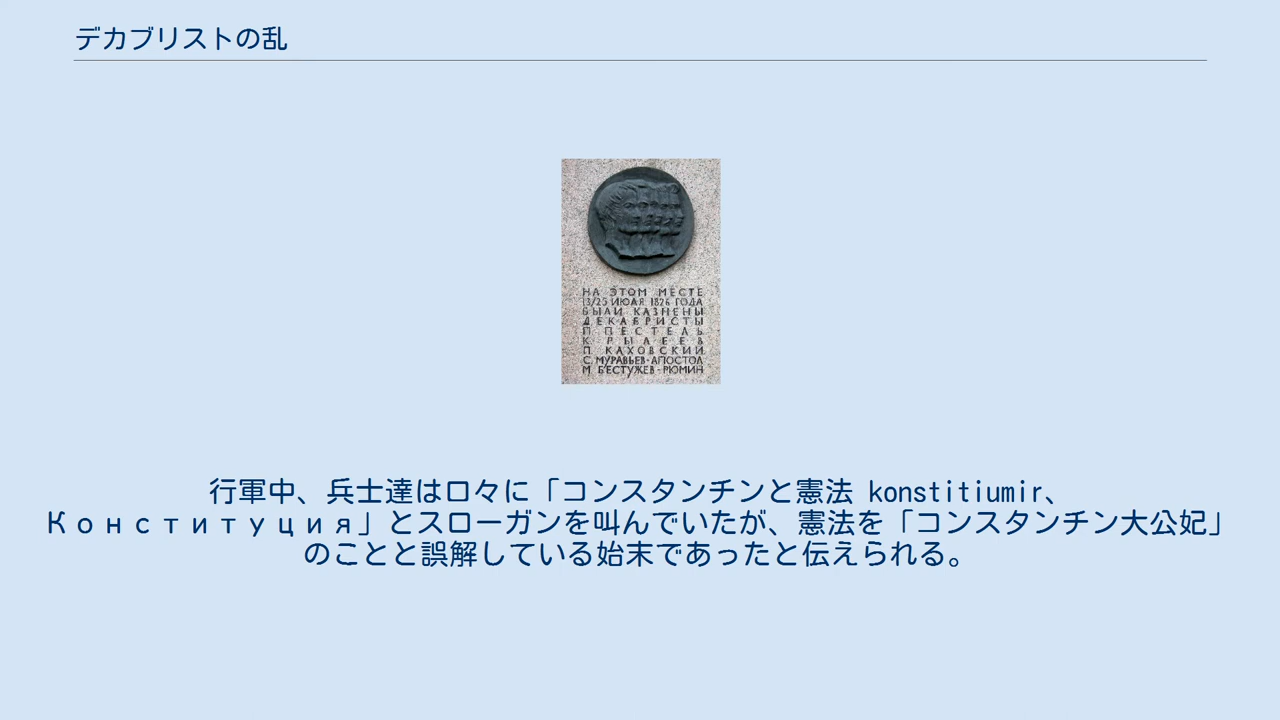 デカブリストの乱
НА ЭТОМ МЕСТЕ
13/25 ИЮЛЯ 1826 ГОДА
БЫЛИ КАЗНЕНЫ
ДЕКАБРИСТЫ
П ПЕСТЕЛЬ
К РЫЛЕЕВ
П КАХОВСКИЙ
С МУРАВЬЕВ-АПОСТОЛ
М БЕСТУЖЕВ-РЮМИН
行軍中、兵士達は口々に「コンスタンチンと憲法 konstitiumir、
Конституция」とスローガンを叫んでいたが、憲法を「コンスタンチン大公妃」
のことと誤解している始末であったと伝えられる。